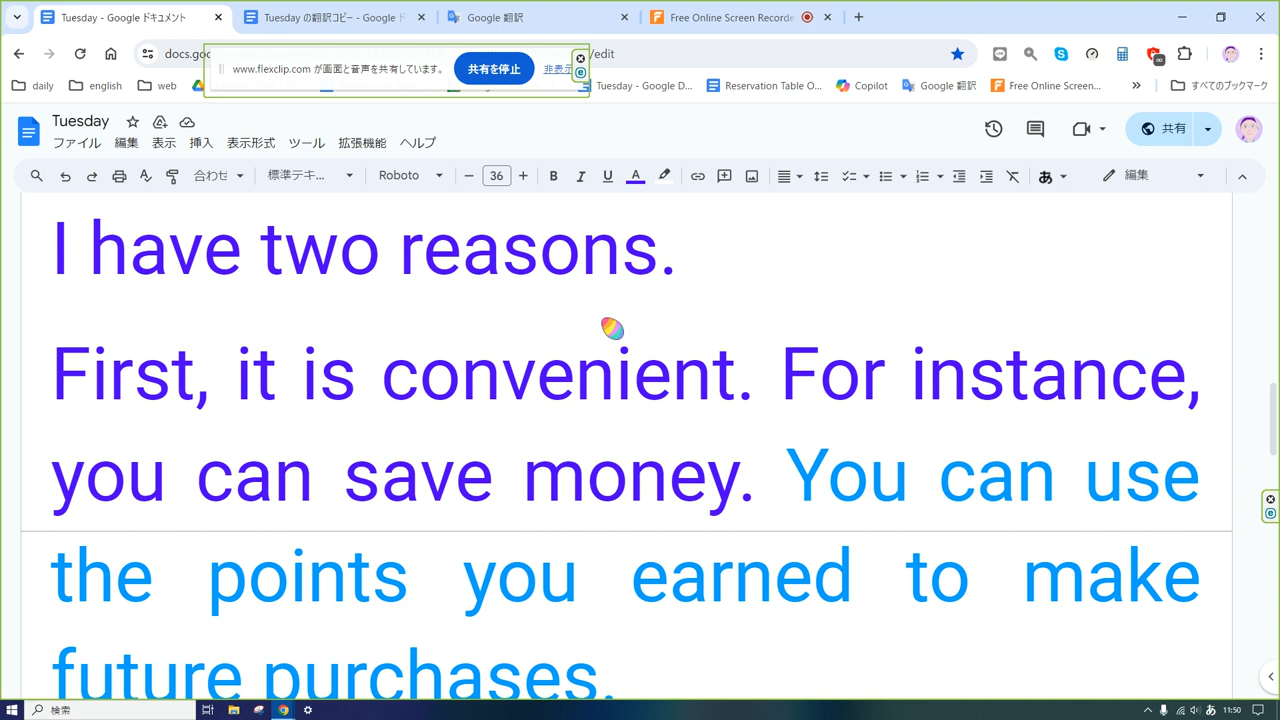 Tuesday - Google ドキュメント
Tuesday の翻訳コピー - Google ド
Google 翻訳
Free Online Screen Recorde
docs.goo
/edit
www.flexclip.com が画面と音声を共有しています。
共有を停止
非表示
daily
english
web
Tuesday - Google D...
Reservation Table O...
Copilot
Google 翻訳
Free Online Screen...
すべてのブックマーク
Tuesday
ファイル 編集 表示 挿入 表示形式 ツール 拡張機能 ヘルプ
共有
合わせ
標準テキ...
Roboto
36
B I U A
あ
編集
I have two reasons.
First, it is convenient. For instance,
you can save money. You can use
the points you earned to make
future purchases.
検索
あ
11:50